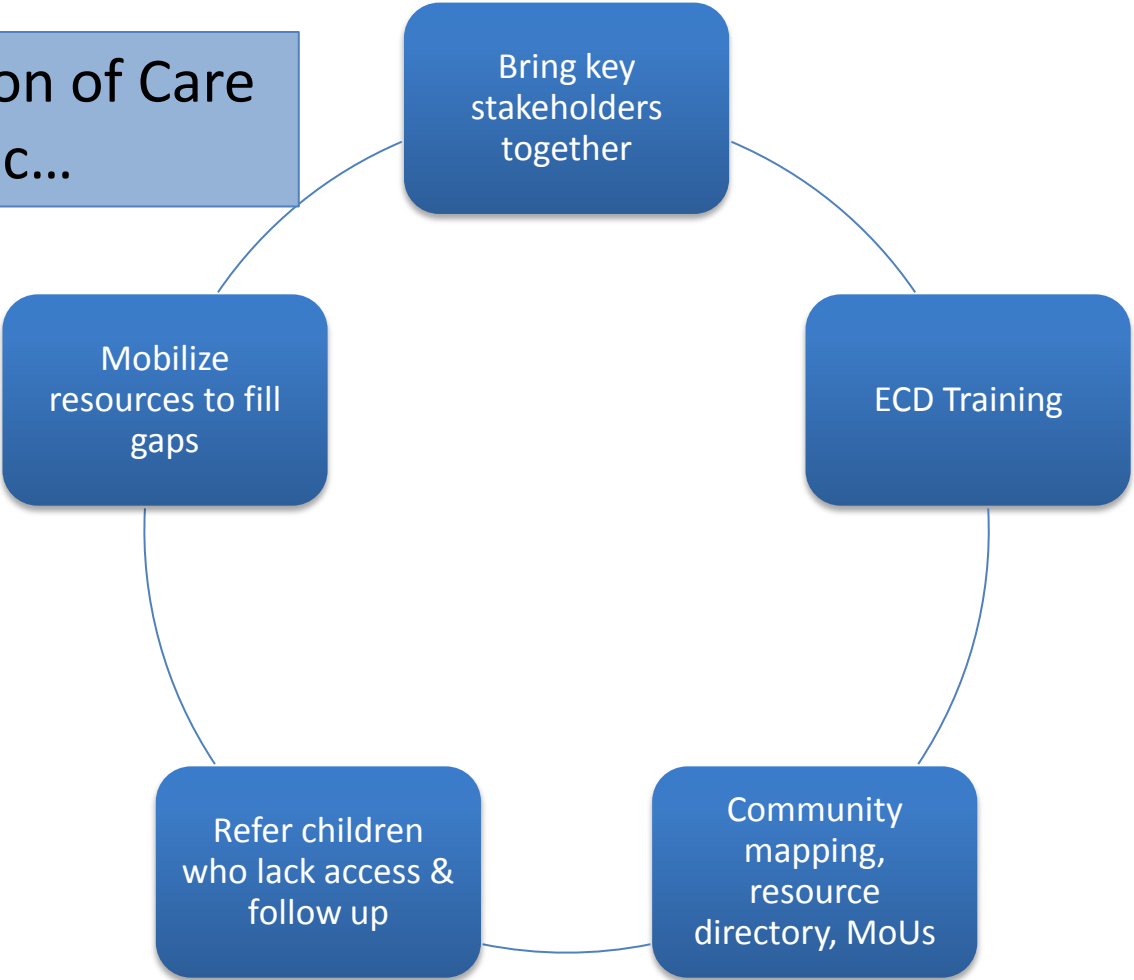 on of Care
c...
Bring key
stakeholders
together
ECD Training
Community
mapping,
resource
directory, MoUs
Refer children
who lack access &
follow up
Mobilize
resources to fill
gaps